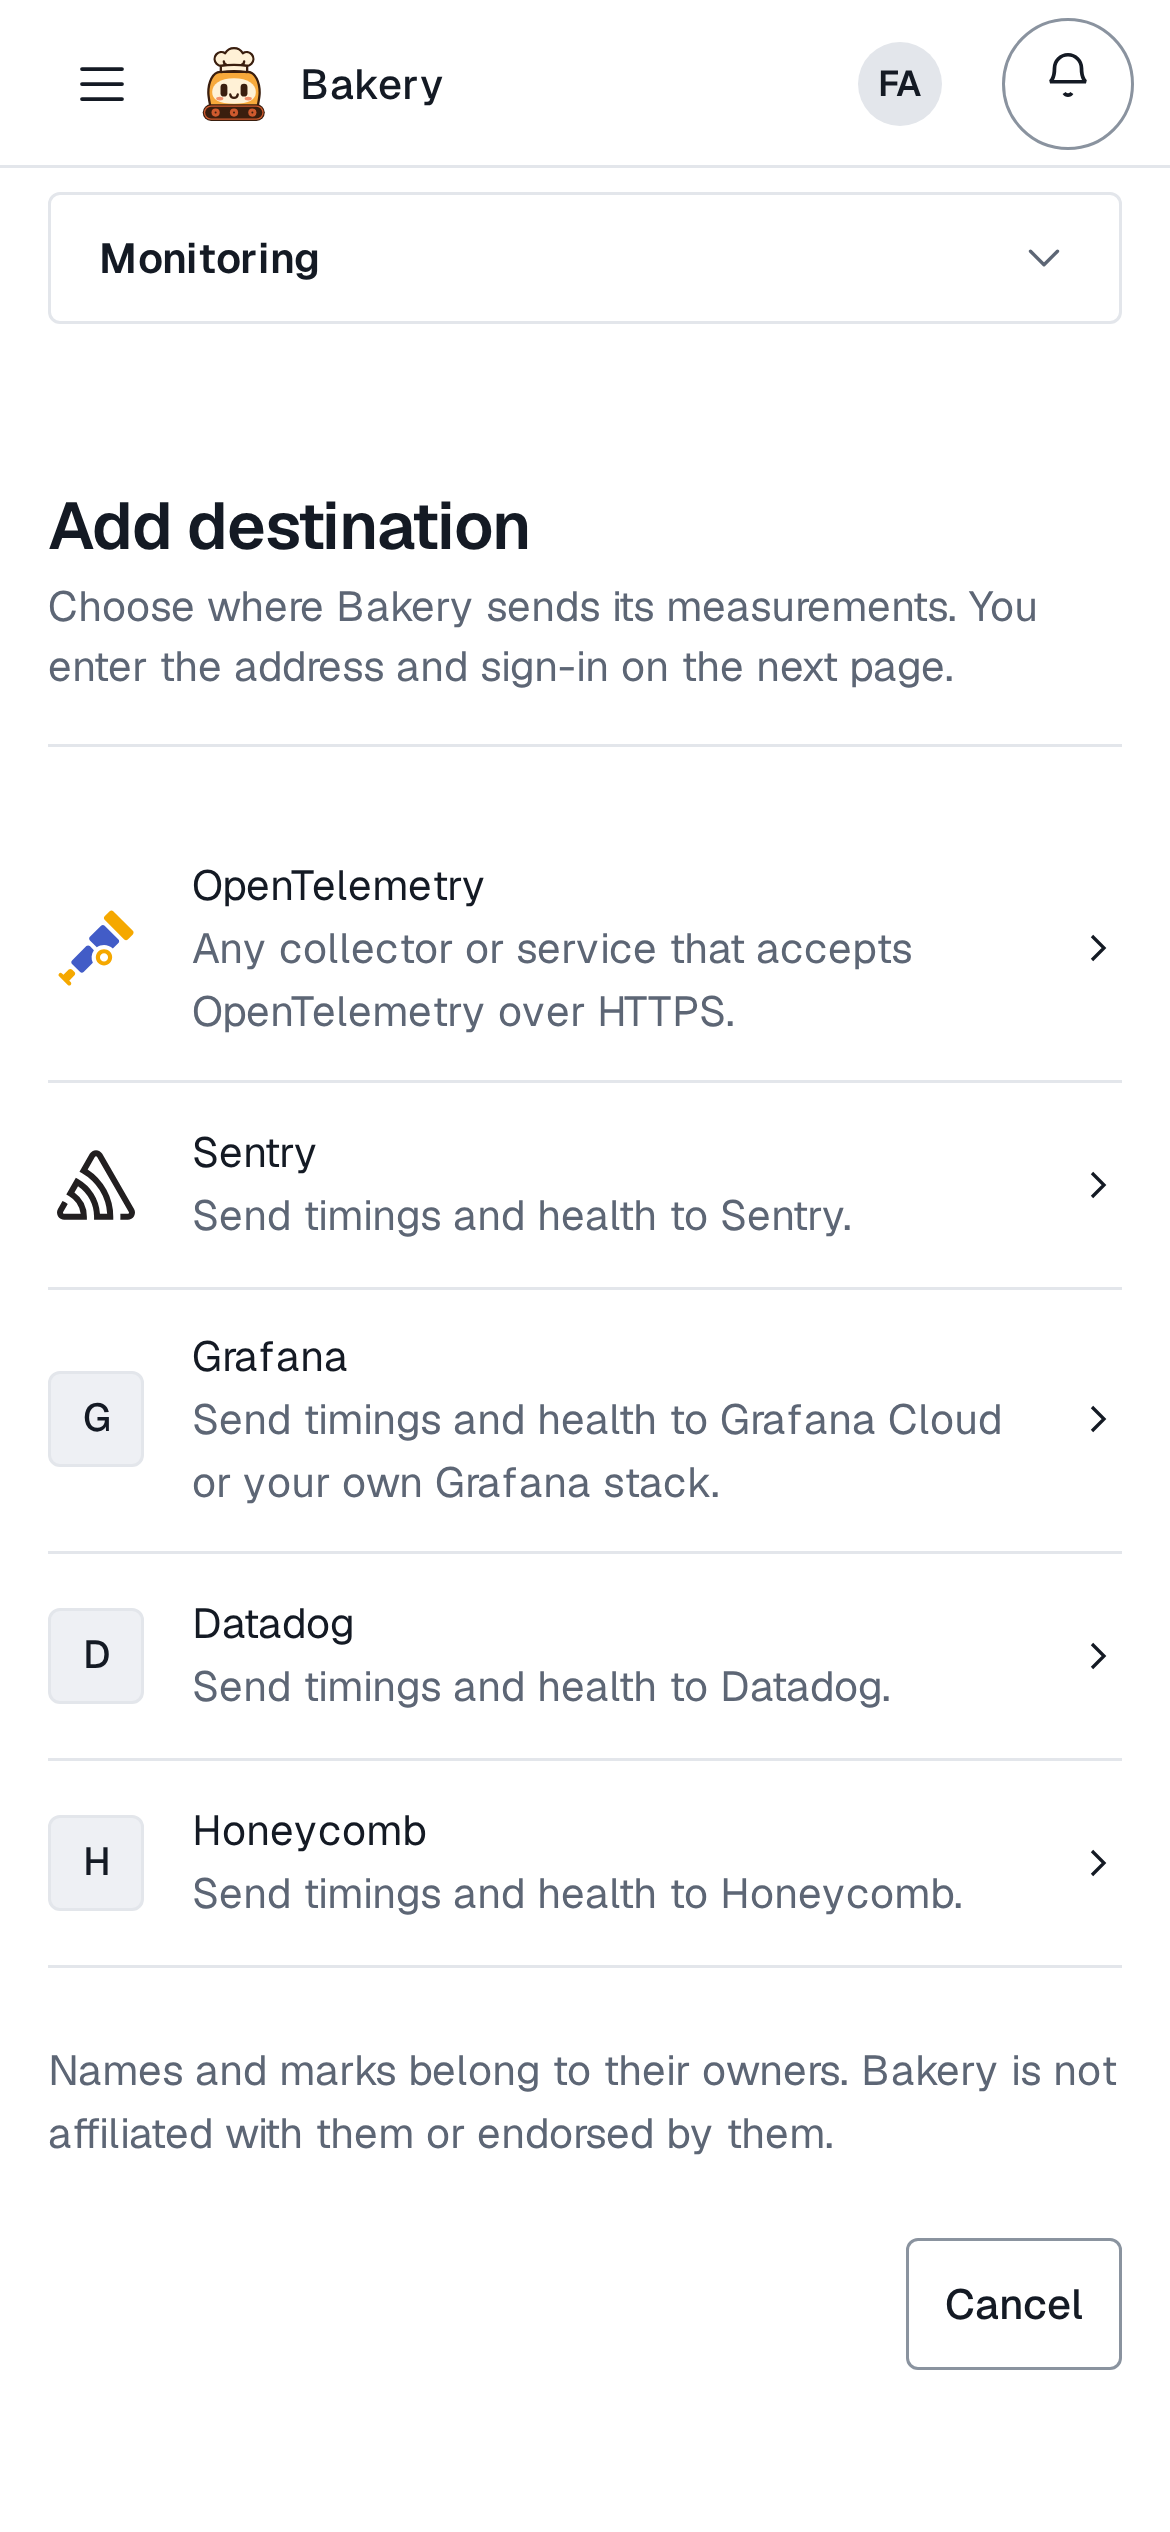 Bakery
FA
Monitoring
Add destination
Choose where Bakery sends its measurements. You
enter the address and sign-in on the next page.
OpenTelemetry
Any collector or service that accepts
OpenTelemetry over HTTPS.
Sentry
Send timings and health to Sentry.
G
Grafana
Send timings and health to Grafana Cloud
or your own Grafana stack.
D
Datadog
Send timings and health to Datadog.
H
Honeycomb
Send timings and health to Honeycomb.
Names and marks belong to their owners. Bakery is not
affiliated with them or endorsed by them.
Cancel